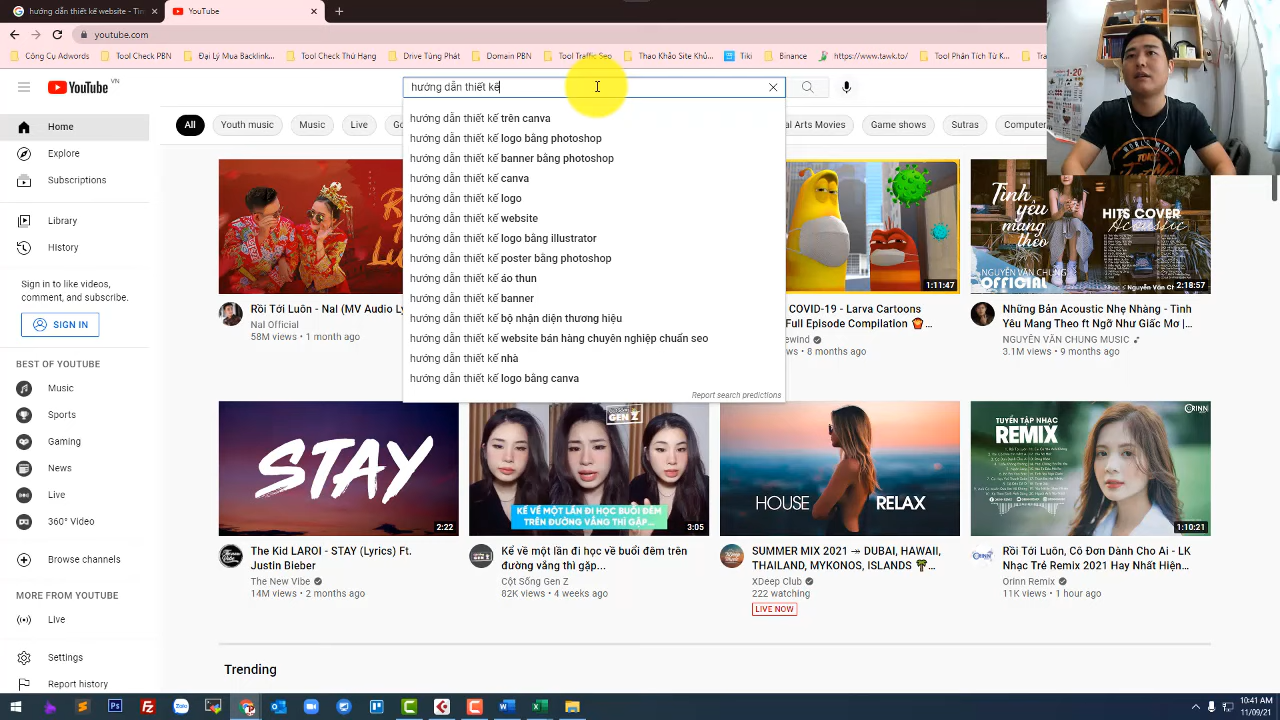 hướng dẫn thiết kế website - Tìm
YouTube
youtube.com
Công Cụ Adwords
Tool Check PBN
Đại Lý Mua Backlink...
Hàng Tool Luôn Có...
Domain PBN
Tool Traffic Seo
Thao Khảo Site Khủ...
Tiki
Binance
https://www.tawk.to/
Tool Phân Tích Từ K...
YouTube VN
hướng dẫn thiết kế
hướng dẫn thiết kế trên canva
hướng dẫn thiết kế logo bằng photoshop
hướng dẫn thiết kế banner bằng photoshop
hướng dẫn thiết kế canva
hướng dẫn thiết kế logo
hướng dẫn thiết kế website
hướng dẫn thiết kế logo bằng illustrator
hướng dẫn thiết kế poster bằng photoshop
hướng dẫn thiết kế áo thun
hướng dẫn thiết kế banner
hướng dẫn thiết kế bộ nhận diện thương hiệu
hướng dẫn thiết kế website bán hàng chuyên nghiệp chuẩn seo
hướng dẫn thiết kế nhà
hướng dẫn thiết kế logo bằng canva
Report search predictions
Home
Explore
Subscriptions
Library
History
Sign in to like videos,
comment, and subscribe.
SIGN IN
BEST OF YOUTUBE
Music
Sports
Gaming
News
Live
360° Video
Browse channels
MORE FROM YOUTUBE
Live
Settings
Report history
All
Youth music
Music
Live
Game shows
Sutras
Rồi Tới Luôn - Nal (MV Audio Ly
Nal Official
58M views • 1 month ago
1:11:47
COVID-19 - Larva Cartoons
Full Episode Compilation
8 months ago
Tình
yêu
mang
theo
HITS COVER
Acoustic
NGUYỄN VĂN CHUNG
OFFICIAL
2:18:57
Những Bản Acoustic Nhẹ Nhàng - Tình
Yêu Mang Theo ft Ngỡ Như Giấc Mơ |...
NGUYỄN VĂN CHUNG
3.1M views • 9 months ago
STAY
2:22
The Kid LAROI - STAY (Lyrics) Ft.
Justin Bieber
The New Vibe
14M views • 2 months ago
GEN Z
KỂ VỀ MỘT LẦN ĐI HỌC BUỔI ĐÊM
TRÊN ĐƯỜNG VẮNG THÌ GẶP...
3:05
Kể về một lần đi học về buổi đêm trên
đường vắng thì gặp...
Cột Sống Gen Z
82K views • 4 weeks ago
HOUSE
RELAX
SUMMER MIX 2021 ↠ DUBAI, HAWAII,
THAILAND, MYKONOS, ISLANDS
XDeep Club
222 watching
LIVE NOW
TUYỂN TẬP NHẠC
REMIX
ORINN
1:10:21
Rồi Tới Luôn, Cô Đơn Dành Cho Ai - LK
Nhạc Trẻ Remix 2021 Hay Nhất Hiện...
Orinn Remix
11K views • 1 hour ago
Trending
10:41 AM
11/09/21